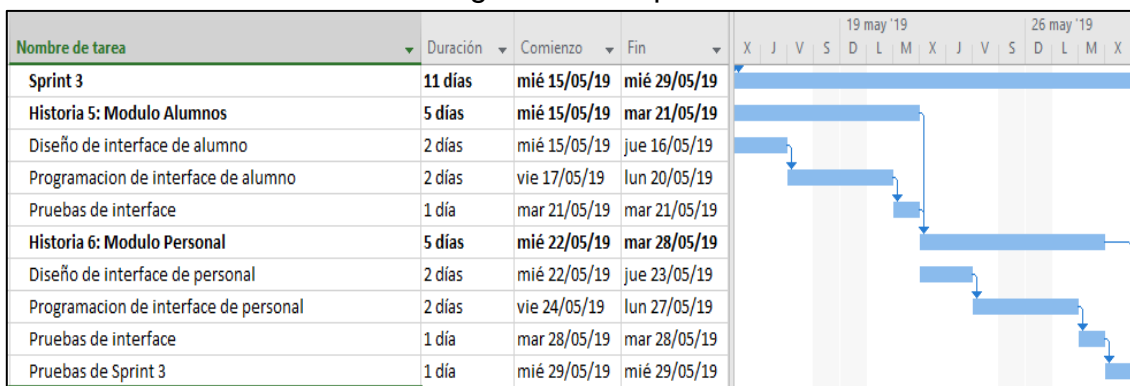 19 may '19 26 may '19
Nombre de tarea Duración Comienzo Fin X J V S D L M X J V S D L M X
Sprint 3 11 días mié 15/05/19 mié 29/05/19
Historia 5: Modulo Alumnos 5 días mié 15/05/19 mar 21/05/19
Diseño de interface de alumno 2 días mié 15/05/19 jue 16/05/19
Programacion de interface de alumno 2 días vie 17/05/19 lun 20/05/19
Pruebas de interface 1 día mar 21/05/19 mar 21/05/19
Historia 6: Modulo Personal 5 días mié 22/05/19 mar 28/05/19
Diseño de interface de personal 2 días mié 22/05/19 jue 23/05/19
Programacion de interface de personal 2 días vie 24/05/19 lun 27/05/19
Pruebas de interface 1 día mar 28/05/19 mar 28/05/19
Pruebas de Sprint 3 1 día mié 29/05/19 mié 29/05/19